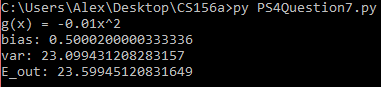 C:\Users\Alex\Desktop\CS156a>py PS4Question7.py
g(x) = -0.01x^2
bias: 0.5000200000333336
var: 23.099431208283157
E_out: 23.59945120831649